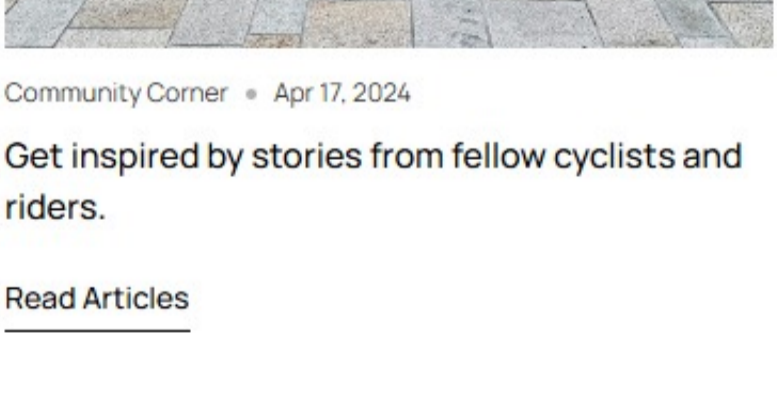 Community Corner • Apr 17, 2024
Get inspired by stories from fellow cyclists and
riders.
Read Articles